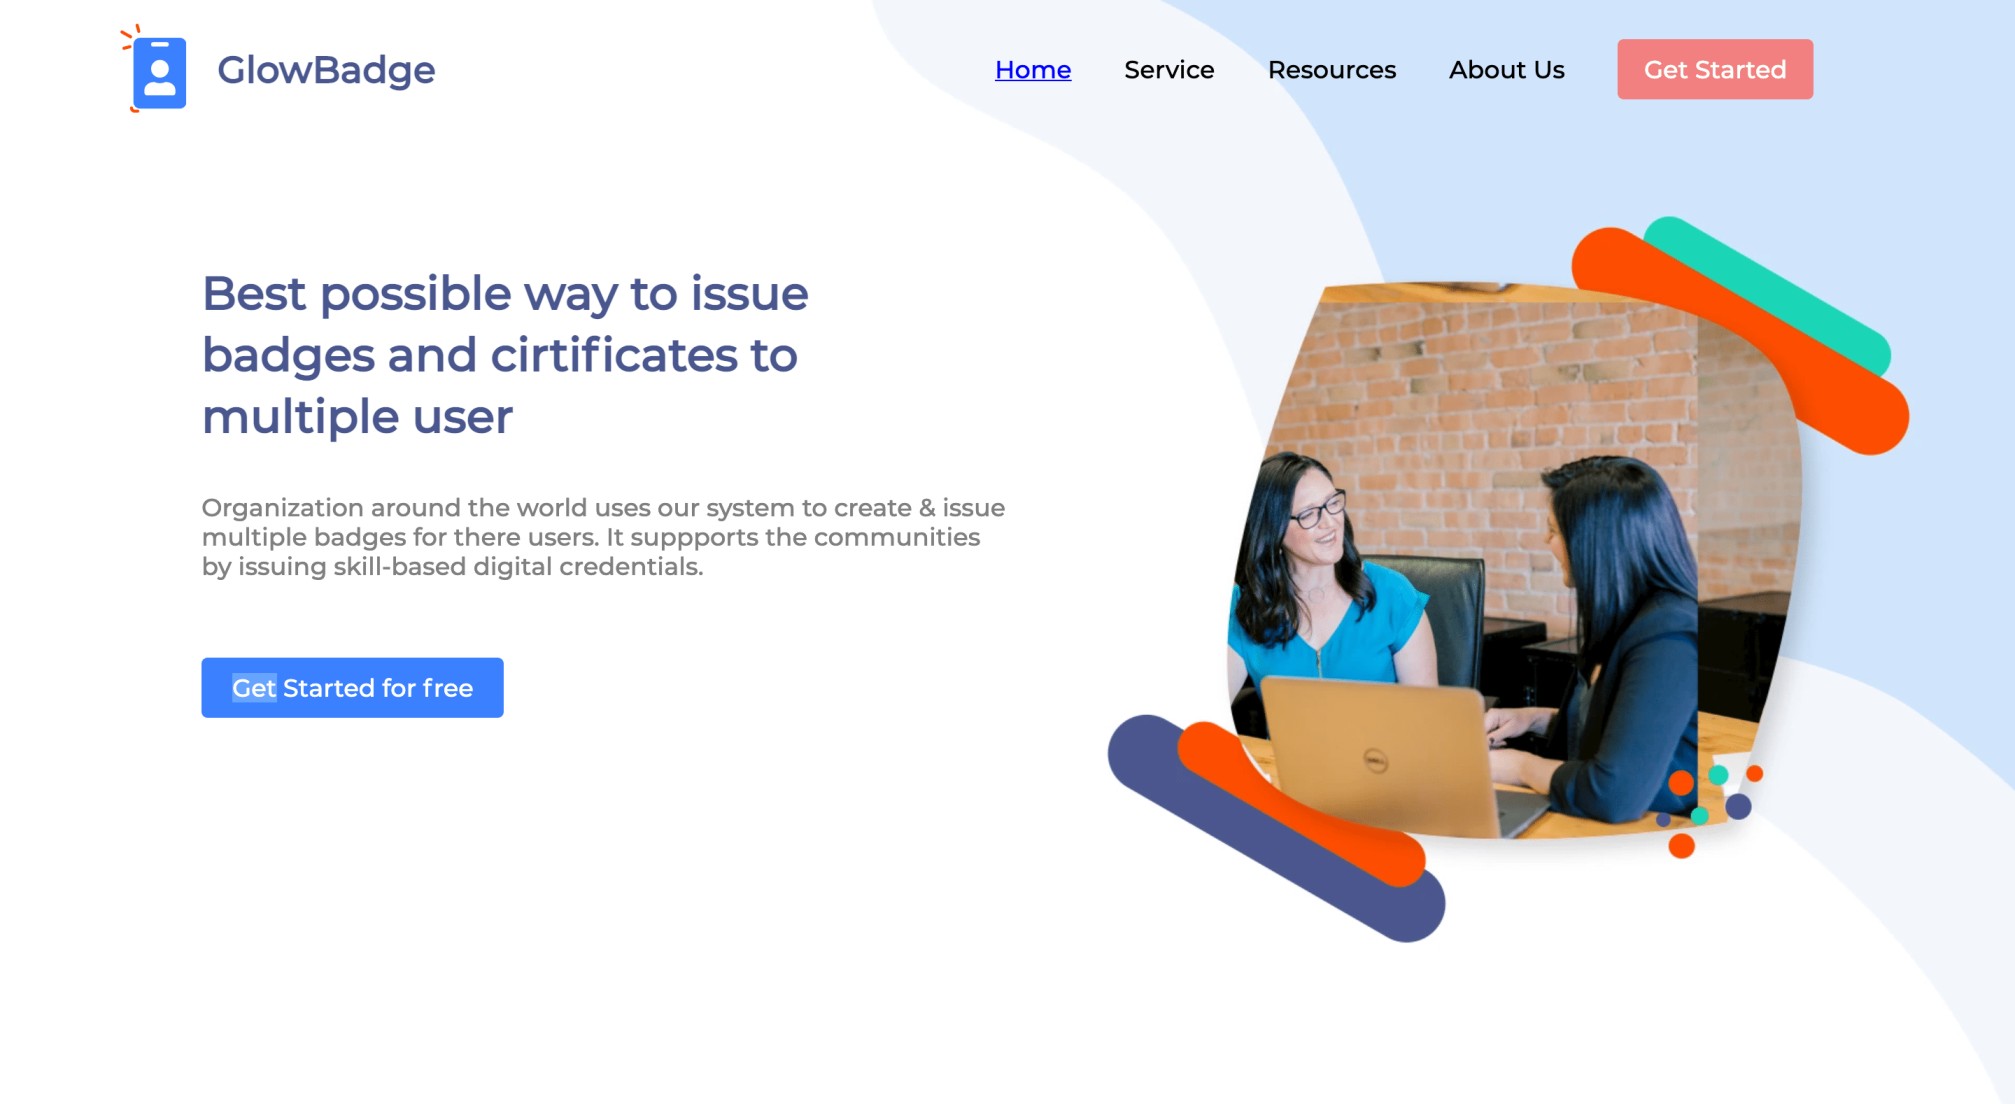 GlowBadge
Home
Service
Resources
About Us
Get Started
Best possible way to issue
badges and cirtificates to
multiple user
Organization around the world uses our system to create & issue
multiple badges for there users. It suppports the communities
by issuing skill-based digital credentials.
Get Started for free
DELL